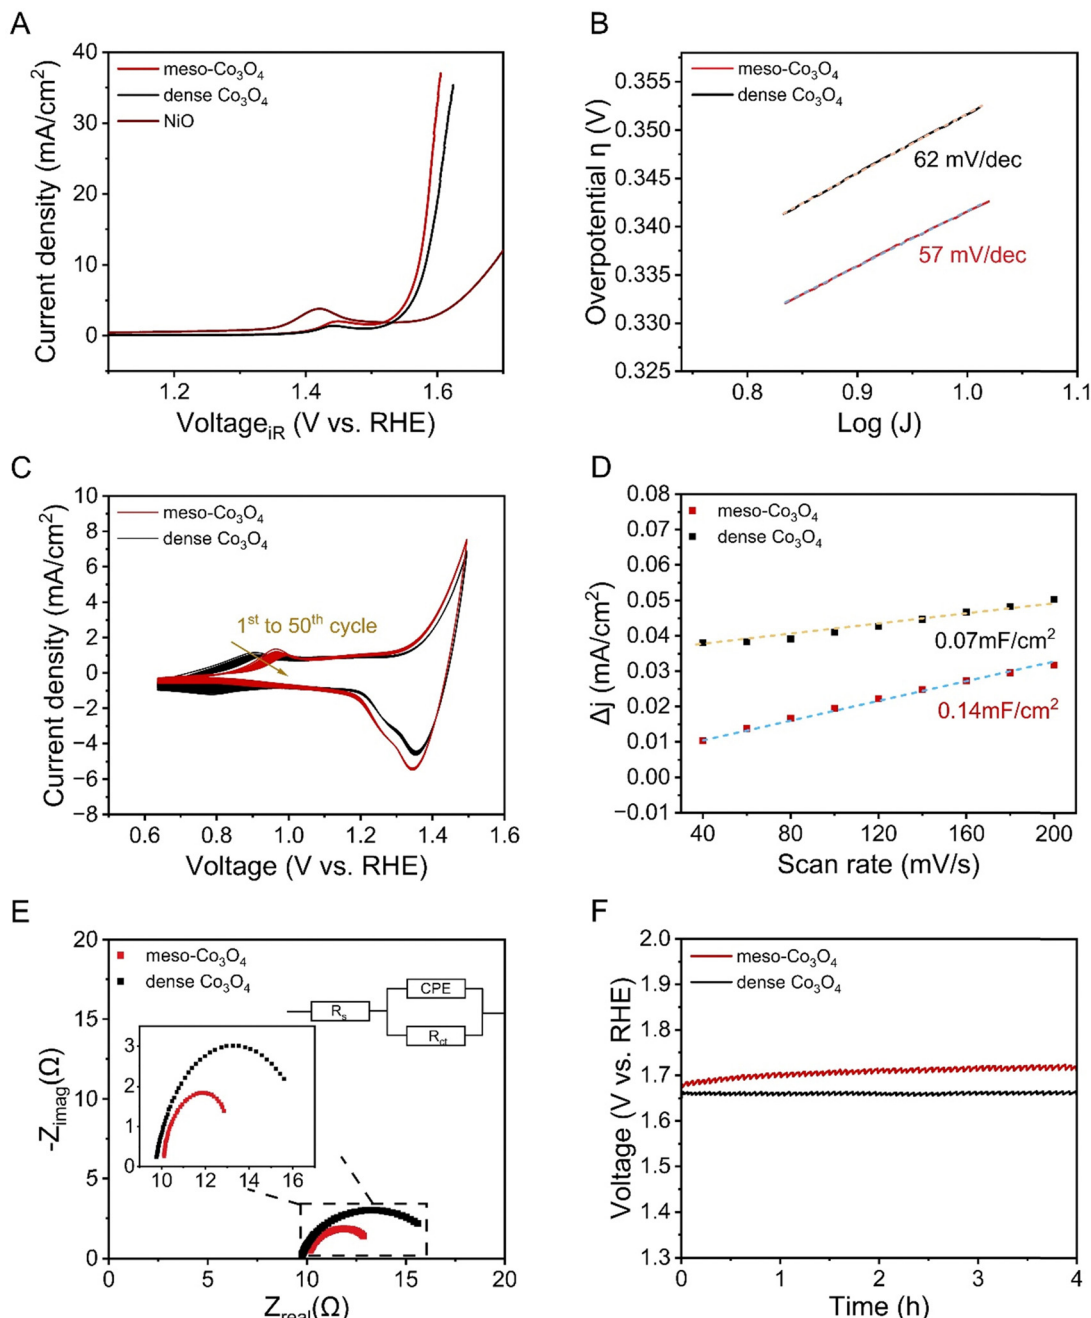 A
40
35
30
25
20
15
10
5
0
Current density (mA/cm²)
meso-Co₃O₄
dense Co₃O₄
NiO
1.2
1.4
1.6
Voltage_iR (V vs. RHE)
B
0.355
0.350
0.345
0.340
0.335
0.330
0.325
Overpotential η (V)
meso-Co₃O₄
dense Co₃O₄
62 mV/dec
57 mV/dec
0.8
0.9
1.0
1.1
Log (J)
C
10
8
6
4
2
0
−2
−4
−6
−8
Current density (mA/cm²)
meso-Co₃O₄
dense Co₃O₄
1ˢᵗ to 50ᵗʰ cycle
0.6
0.8
1.0
1.2
1.4
1.6
Voltage (V vs. RHE)
D
0.08
0.07
0.06
0.05
0.04
0.03
0.02
0.01
0.00
−0.01
Δj (mA/cm²)
meso-Co₃O₄
dense Co₃O₄
0.07mF/cm²
0.14mF/cm²
40
80
120
160
200
Scan rate (mV/s)
E
20
15
10
5
0
-Z_imag(Ω)
meso-Co₃O₄
dense Co₃O₄
R_s
CPE
R_ct
3
2
1
0
10 12 14 16
0
5
10
15
20
Z_real(Ω)
F
2.0
1.9
1.8
1.7
1.6
1.5
1.4
1.3
Voltage (V vs. RHE)
meso-Co₃O₄
dense Co₃O₄
0
1
2
3
4
Time (h)